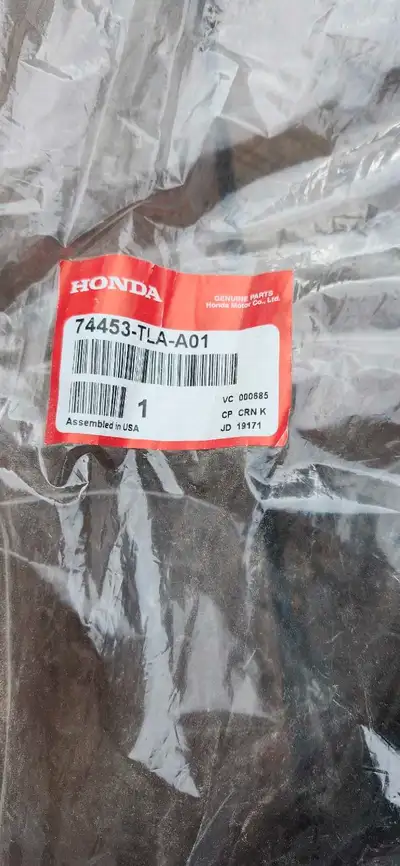 HONDA
GENUINE PARTS
Honda Motor Co., Ltd.
74453-TLA-A01
1
VC 000685
CP CRN K
JD 19171
Assembled in USA